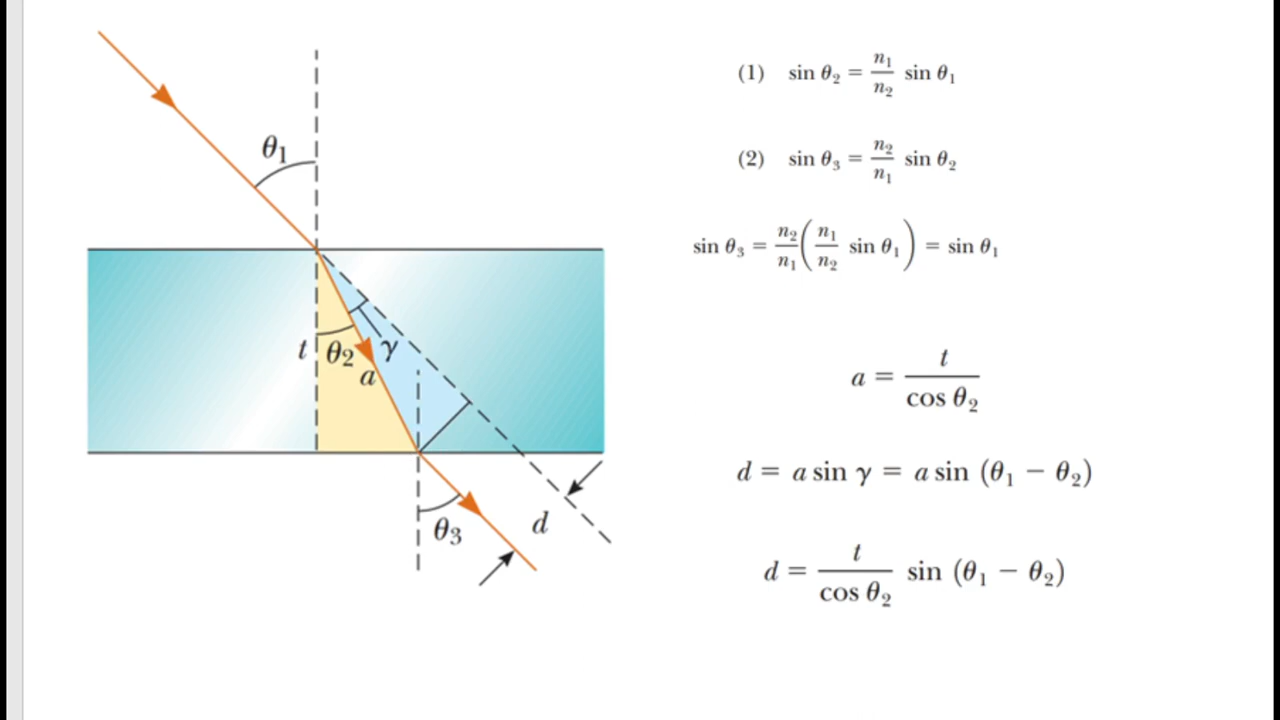 θ₁
t
θ₂
γ
a
θ₃
d
(1) sin θ₂ = n₁/n₂ sin θ₁
(2) sin θ₃ = n₂/n₁ sin θ₂
sin θ₃ = n₂/n₁ (n₁/n₂ sin θ₁) = sin θ₁
a = t/cos θ₂
d = a sin γ = a sin (θ₁ − θ₂)
d = t/cos θ₂ sin (θ₁ − θ₂)